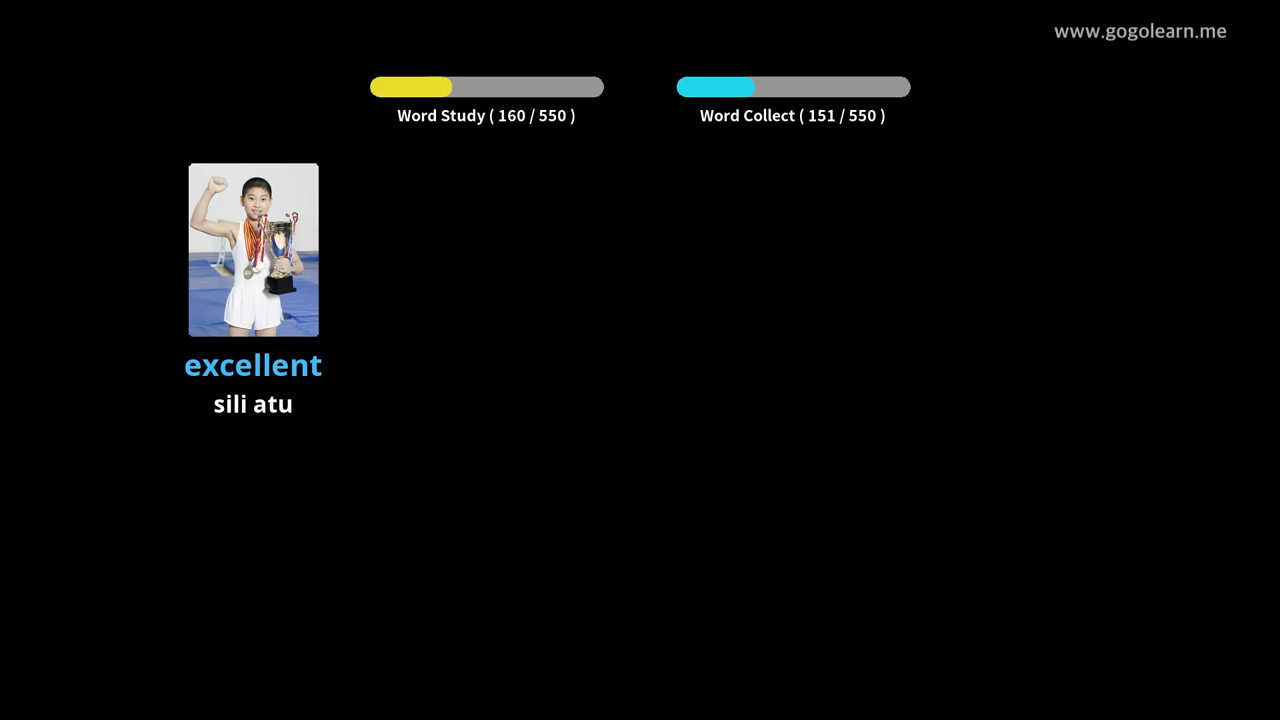 www.gogolearn.me
Word Study ( 160 / 550 )
Word Collect ( 151 / 550 )
excellent
sili atu